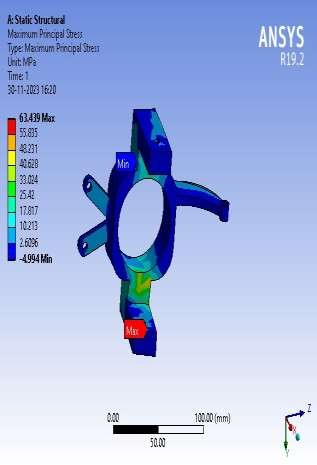 A: Static Structural
Maximum Principal Stress
Type: Maximum Principal Stress
Unit: MPa
Time: 1
30-11-2023 16:20
ANSYS
R19.2
63.439 Max
55.835
48.231
40.628
33.024
25.42
17.817
10.213
2.6096
-4.994 Min
Min
Max
0.00
100.00 (mm)
50.00
Z
X
Y